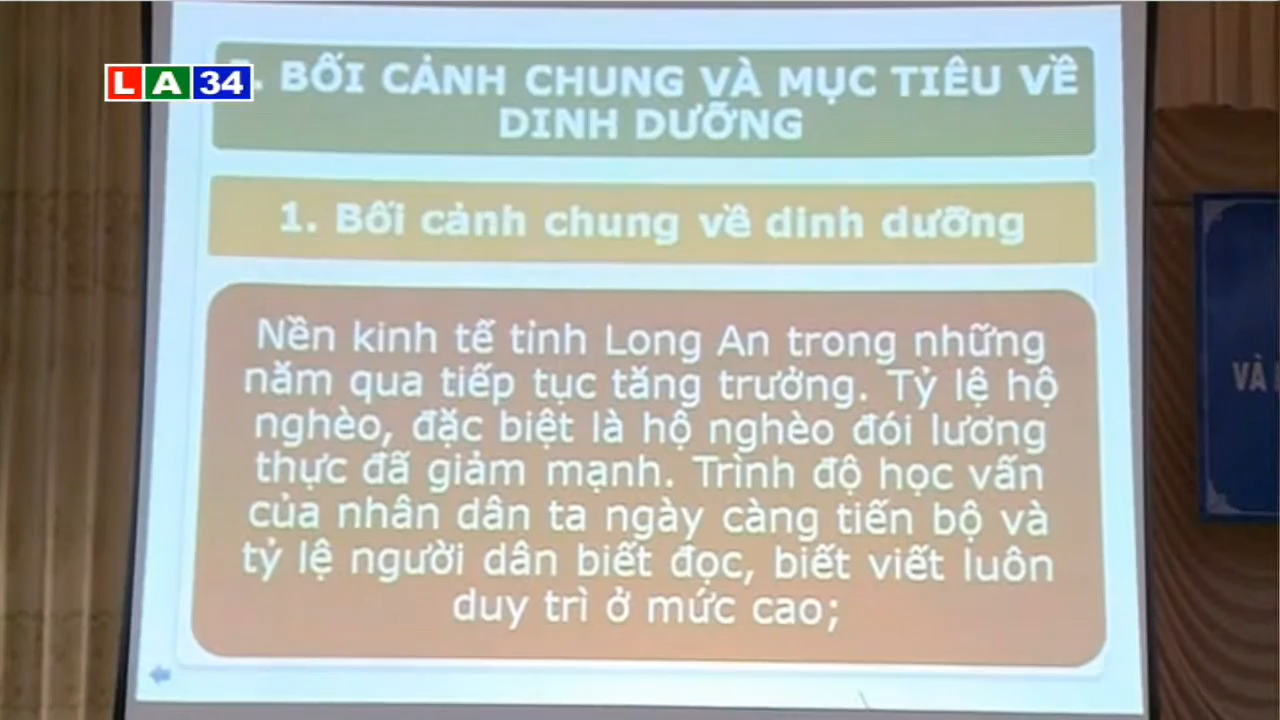 LA34
BỐI CẢNH CHUNG VÀ MỤC TIÊU VỀ
DINH DƯỠNG
1. Bối cảnh chung về dinh dưỡng
Nền kinh tế tỉnh Long An trong những
năm qua tiếp tục tăng trưởng. Tỷ lệ hộ
nghèo, đặc biệt là hộ nghèo đói lương
thực đã giảm mạnh. Trình độ học vấn
của nhân dân ta ngày càng tiến bộ và
tỷ lệ người dân biết đọc, biết viết luôn
duy trì ở mức cao;
VÀ